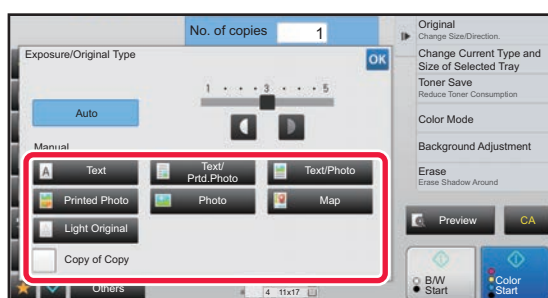 No. of copies 1
Exposure/Original Type
OK
1 3 5
Auto
Manual
A Text
Text/
Prtd.Photo
Text/Photo
Printed Photo
Photo
Map
Light Original
Copy of Copy
Others
4 11x17
Original
Change Size/Direction.
Change Current Type and
Size of Selected Tray
Toner Save
Reduce Toner Consumption
Color Mode
Background Adjustment
Erase
Erase Shadow Around
Preview
CA
B/W
Start
Color
Start